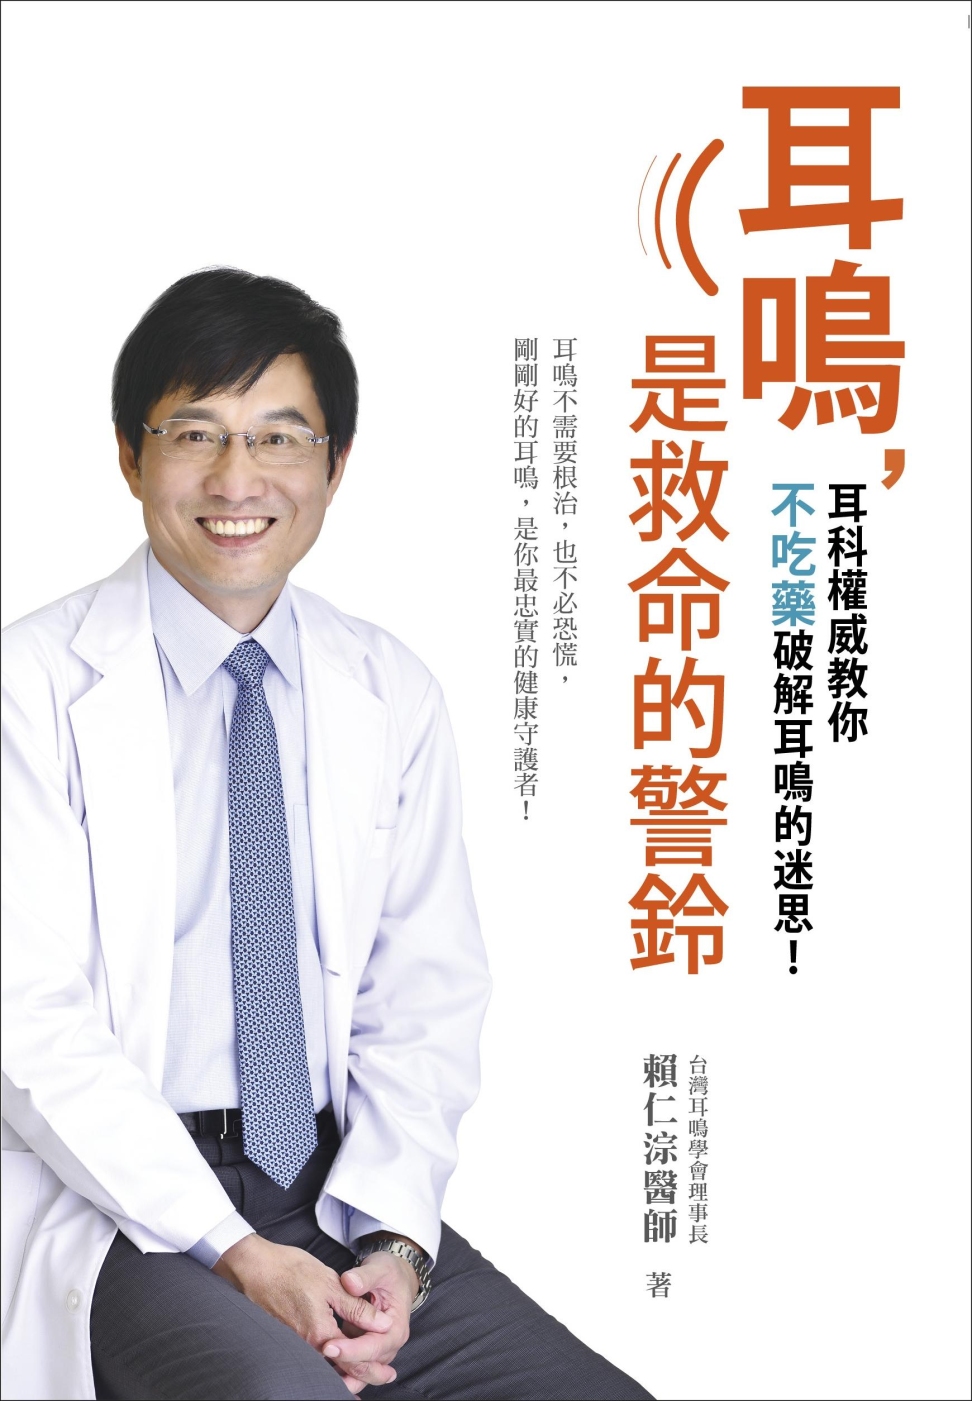 耳鳴，
是救命的警鈴
耳科權威教你
不吃藥破解耳鳴的迷思！
耳鳴不需要根治，也不必恐慌，
剛剛好的耳鳴，是你最忠實的健康守護者！
台灣耳鳴學會理事長
賴仁淙醫師 著